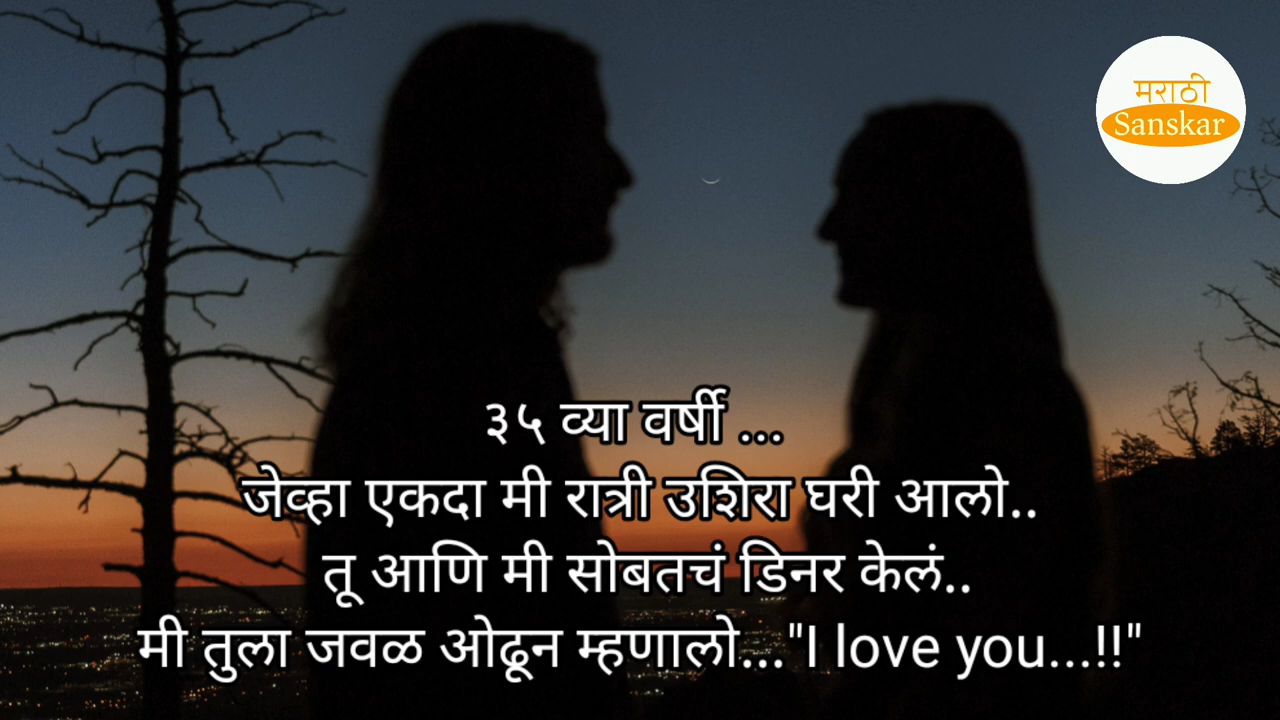 मराठी
Sanskar
३५ व्या वर्षी ...
जेव्हा एकदा मी रात्री उशिरा घरी आलो..
तू आणि मी सोबतचं डिनर केलं..
मी तुला जवळ ओढून म्हणालो..."I love you...!!"